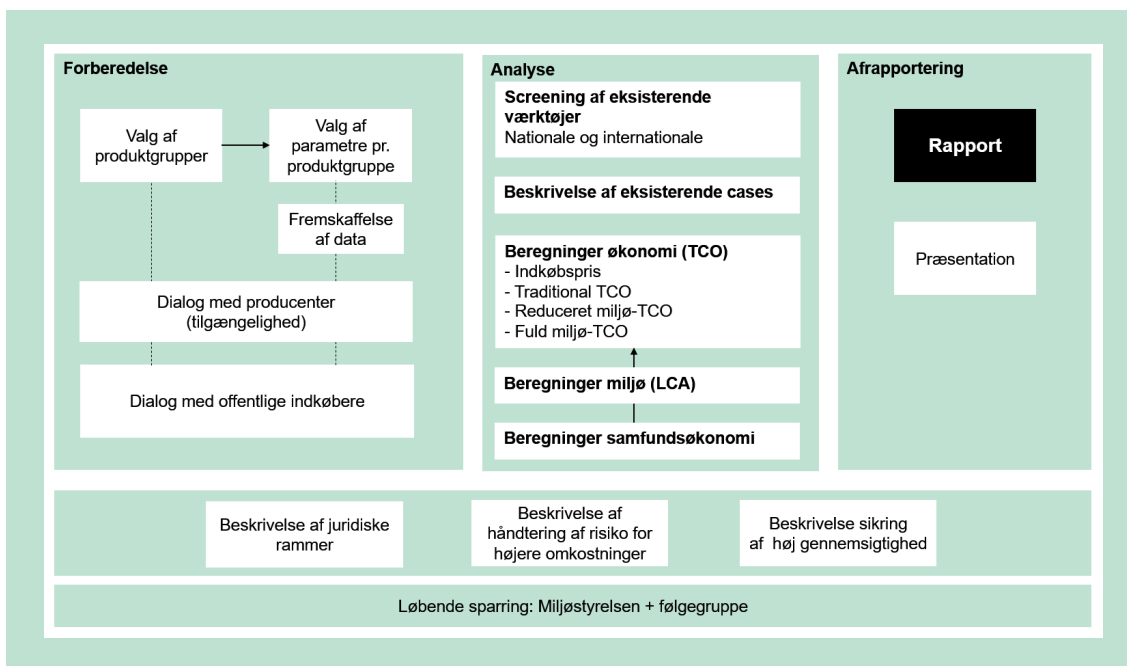 Forberedelse
Valg af
produktgrupper
Valg af
parametre pr.
produktgruppe
Fremskaffelse
af data
Dialog med producenter
(tilgængelighed)
Dialog med offentlige indkøbere
Analyse
Screening af eksisterende
værktøjer
Nationale og internationale
Beskrivelse af eksisterende cases
Beregninger økonomi (TCO)
- Indkøbspris
- Traditional TCO
- Reduceret miljø-TCO
- Fuld miljø-TCO
Beregninger miljø (LCA)
Beregninger samfundsøkonomi
Afrapportering
Rapport
Præsentation
Beskrivelse af juridiske
rammer
Beskrivelse af
håndtering af risiko for
højere omkostninger
Beskrivelse sikring
af  høj gennemsigtighed
Løbende sparring: Miljøstyrelsen + følgegruppe